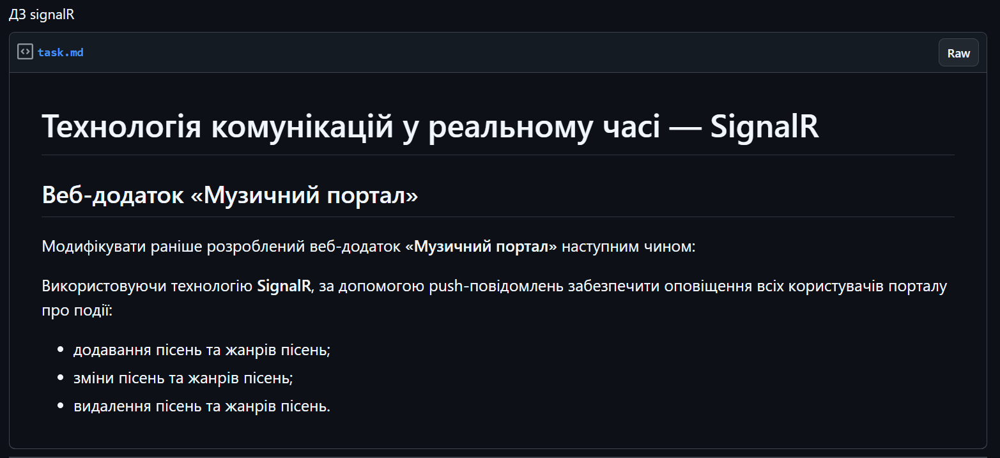 ДЗ signalR
task.md
Raw
Технологія комунікацій у реальному часі — SignalR
Веб-додаток «Музичний портал»
Модифікувати раніше розроблений веб-додаток «Музичний портал» наступним чином:
Використовуючи технологію SignalR, за допомогою push-повідомлень забезпечити оповіщення всіх користувачів порталу
про події:
• додавання пісень та жанрів пісень;
• зміни пісень та жанрів пісень;
• видалення пісень та жанрів пісень.